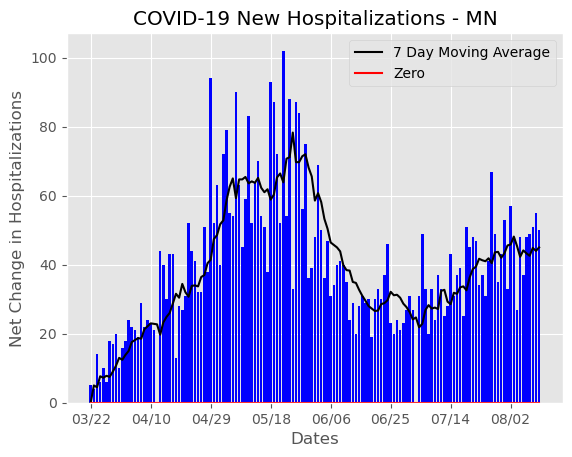 COVID-19 New Hospitalizations - MN
7 Day Moving Average
Zero
Net Change in Hospitalizations
100
80
60
40
20
0
03/22 04/10 04/29 05/18 06/06 06/25 07/14 08/02
Dates